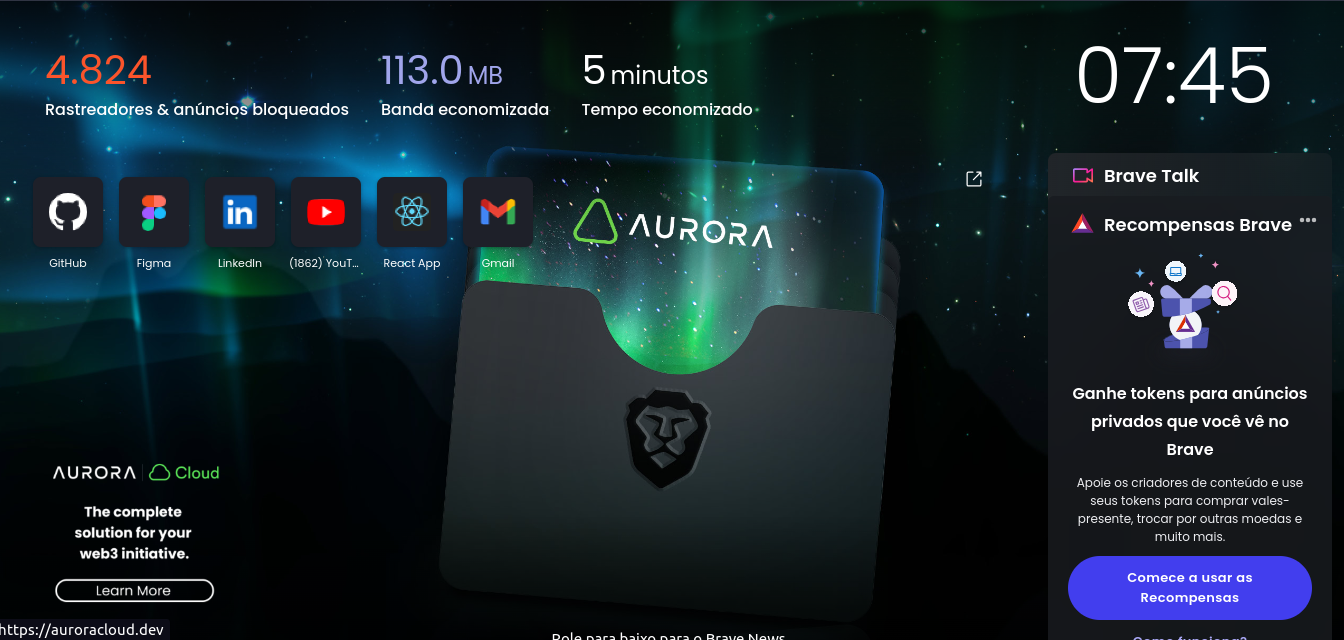 4.824
Rastreadores & anúncios bloqueados
113.0 MB
Banda economizada
5 minutos
Tempo economizado
07:45
GitHub
Figma
LinkedIn
(1862) YouT...
React App
Gmail
AURORA
Brave Talk
Recompensas Brave
Ganhe tokens para anúncios
privados que você vê no
Brave
Apoie os criadores de conteúdo e use
seus tokens para comprar vales-
presente, trocar por outras moedas e
muito mais.
Comece a usar as
Recompensas
Como funciona?
AURORA | Cloud
The complete
solution for your
web3 initiative.
Learn More
https://auroracloud.dev
Role para baixo para o Brave News